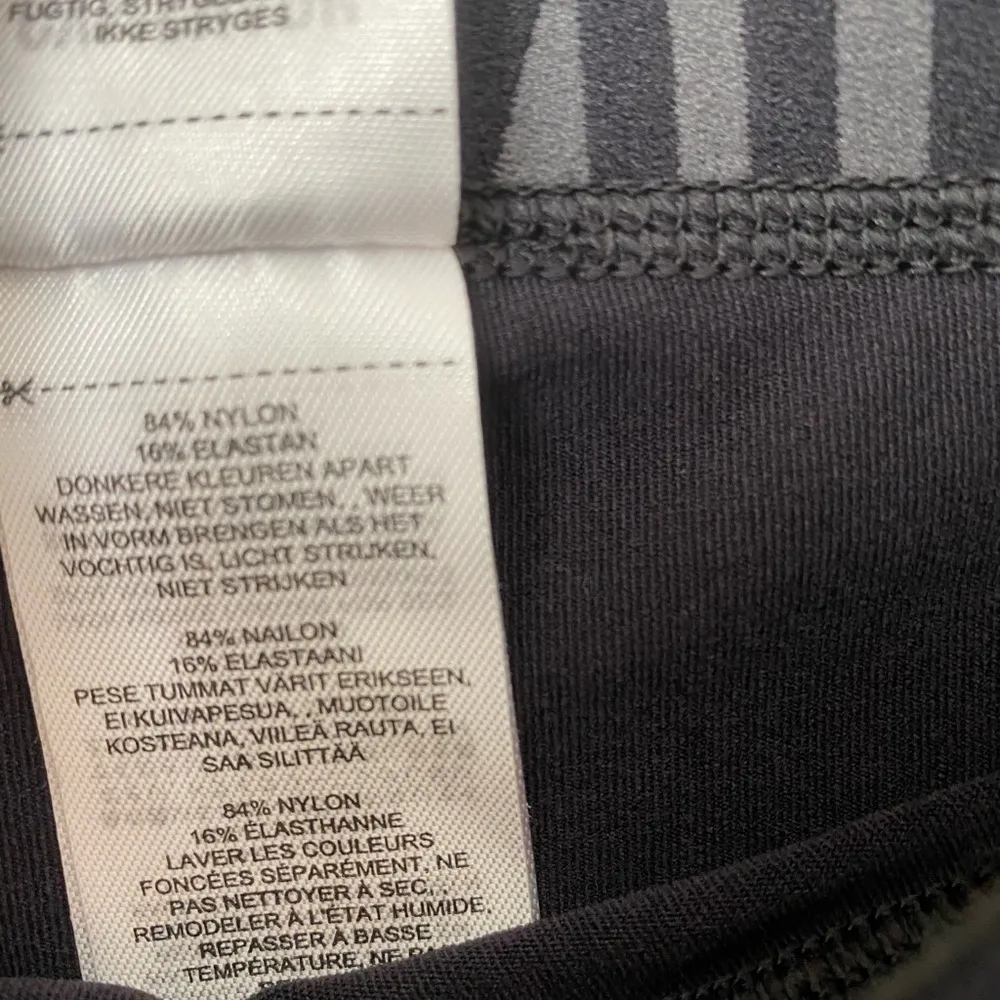 FUGTIG, STRYGES
IKKE STRYGES
84% NYLON
16% ELASTAN
DONKERE KLEUREN APART
WASSEN, NIET STOMEN, , WEER
IN VORM BRENGEN ALS HET
VOCHTIG IS, LICHT STRIJKEN,
NIET STRIJKEN
84% NAILON
16% ELASTAANI
PESE TUMMAT VÄRIT ERIKSEEN,
EI KUIVAPESUA, , MUOTOILE
KOSTEANA, VIILEÄ RAUTA, EI
SAA SILITTÄÄ
84% NYLON
16% ÉLASTHANNE
LAVER LES COULEURS
FONCÉES SÉPARÉMENT, NE
PAS NETTOYER À SEC, ,
REMODELER À L'ÉTAT HUMIDE,
REPASSER À BASSE
TEMPÉRATURE, NE